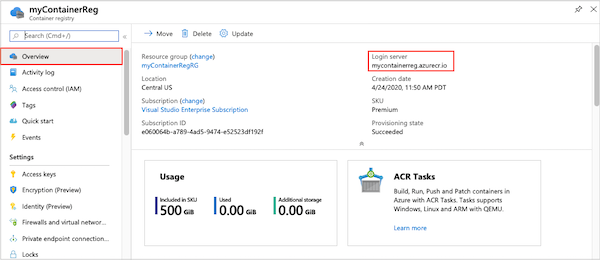 myContainerReg
Container registry
Search (Cmd+/)
Overview
Activity log
Access control (IAM)
Tags
Quick start
Events
Settings
Access keys
Encryption (Preview)
Identity (Preview)
Firewalls and virtual networ...
Private endpoint connection...
Locks
Move Delete Update
Resource group (change)
myContainerRegRG
Location
Central US
Subscription (change)
Visual Studio Enterprise Subscription
Subscription ID
e060064b-a789-4ad5-9474-e52523df192f
Login server
mycontainerreg.azurecr.io
Creation date
4/24/2020, 11:50 AM PDT
SKU
Premium
Provisioning state
Succeeded
Usage
Included in SKU
500 GiB
Used
0.00 GiB
Additional storage
0.00 GiB
ACR Tasks
Build, Run, Push and Patch containers in
Azure with ACR Tasks. Tasks supports
Windows, Linux and ARM with QEMU.
Learn more